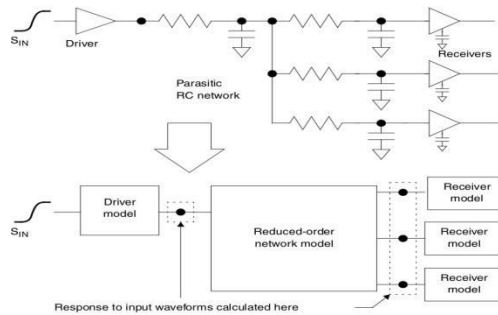 S_IN
Driver
Receivers
Parasitic
RC network
S_IN
Driver
model
Reduced-order
network model
Receiver
model
Receiver
model
Receiver
model
Response to input waveforms calculated here